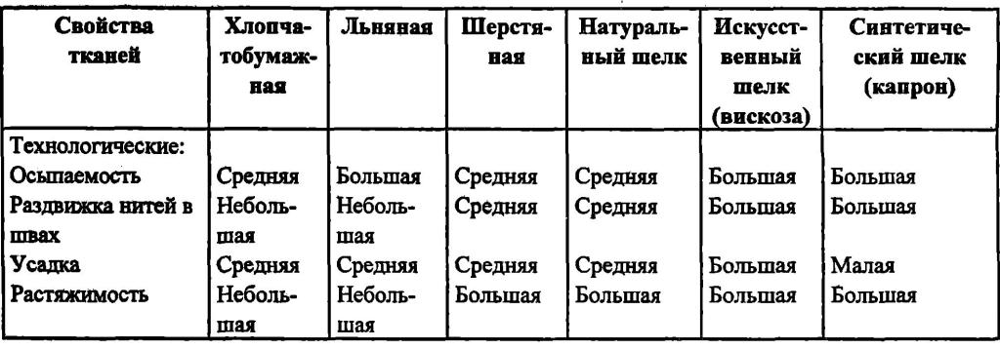 Свойства Хлопча- Льняная Шерстя- Натураль- Искусст- Синтетиче-
тканей тобумаж- ная ный шелк венный ский шелк
ная шелк (капрон)
(вискоза)
Технологические:
Осыпаемость Средняя Большая Средняя Средняя Большая Большая
Раздвижка нитей в Неболь- Неболь- Средняя Средняя Большая Большая
швах шая шая
Усадка Средняя Средняя Средняя Средняя Большая Малая
Растяжимость Неболь- Неболь- Большая Большая Большая Большая
шая шая